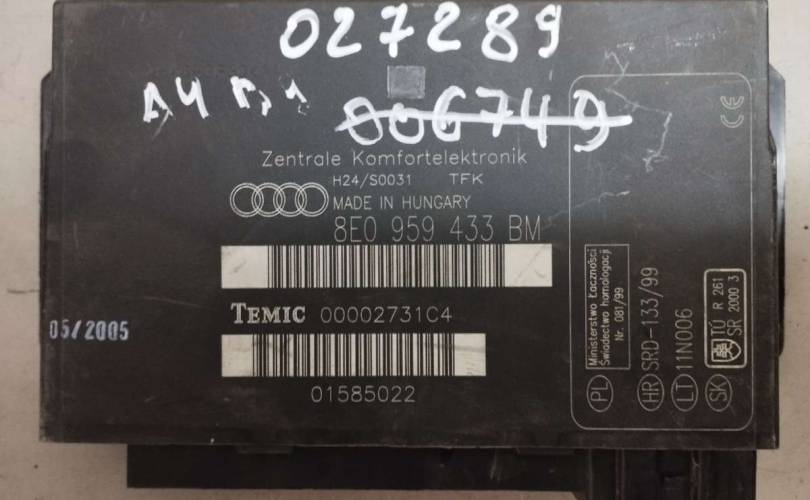 027289
A4
006749
Zentrale Komfortelektronik
H24/S0031 TFK
MADE IN HUNGARY
8E0 959 433 BM
TEMIC 00002731C4
01585022
05/2005
CE
Ministerstwo Łączności
Świadectwo homologacji
Nr. 081/99
PL
HR SRD-133/99
LT 11N006
SK TÚ R 261
SR 2000 3